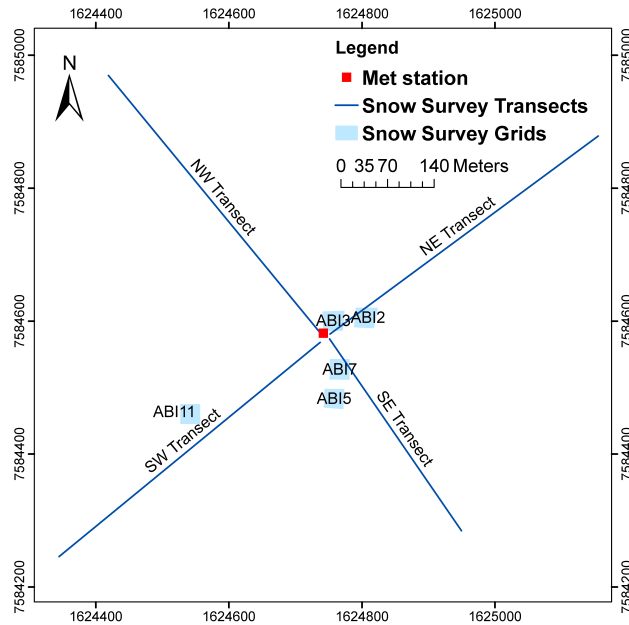 1624400 1624600 1624800 1625000
7585000 7585000
7584800 7584800
7584600 7584600
7584400 7584400
7584200 7584200
N
Legend
Met station
Snow Survey Transects
Snow Survey Grids
0 35 70 140 Meters
NW Transect
NE Transect
ABI3
ABI2
ABI7
ABI5
SE Transect
ABI11
SW Transect
1624400 1624600 1624800 1625000